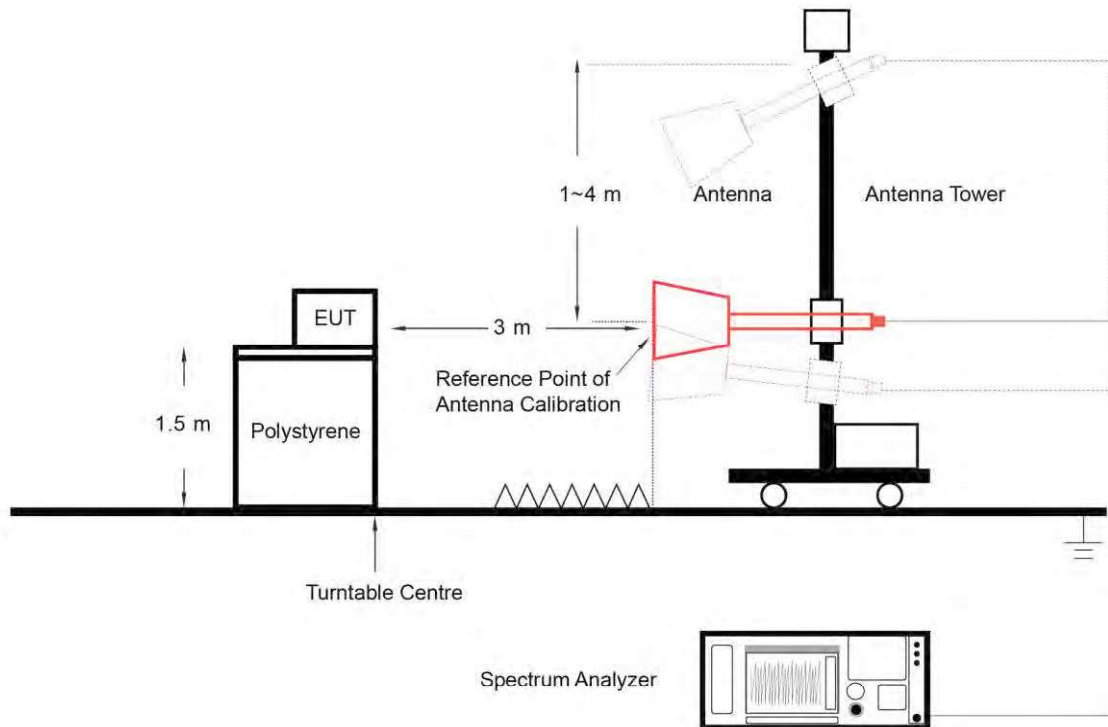 1~4 m
Antenna
Antenna Tower
EUT
3 m
Reference Point of
Antenna Calibration
1.5 m
Polystyrene
Turntable Centre
Spectrum Analyzer